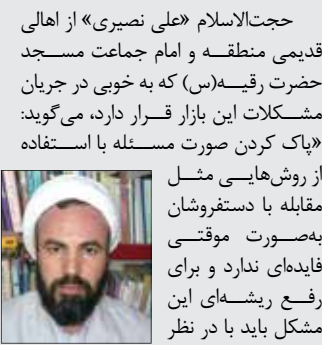 حجت‌الاسلام «علی نصیری» از اهالی
قدیمی منطقه و امام جماعت مسجد
حضرت رقیه(س) که به خوبی در جریان
مشکلات این بازار قرار دارد، می‌گوید:
«پاک کردن صورت مسئله با استفاده
از روش‌هایی مثل
مقابله با دستفروشان
به‌صورت موقتی
فایده‌ای ندارد و برای
رفع ریشه‌ای این
مشکل باید با در نظر